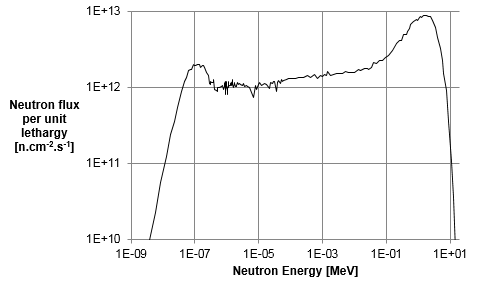 1E+13
1E+12
1E+11
1E+10
Neutron flux
per unit
lethargy
[n.cm-2.s-1]
1E-09 1E-07 1E-05 1E-03 1E-01 1E+01
Neutron Energy [MeV]